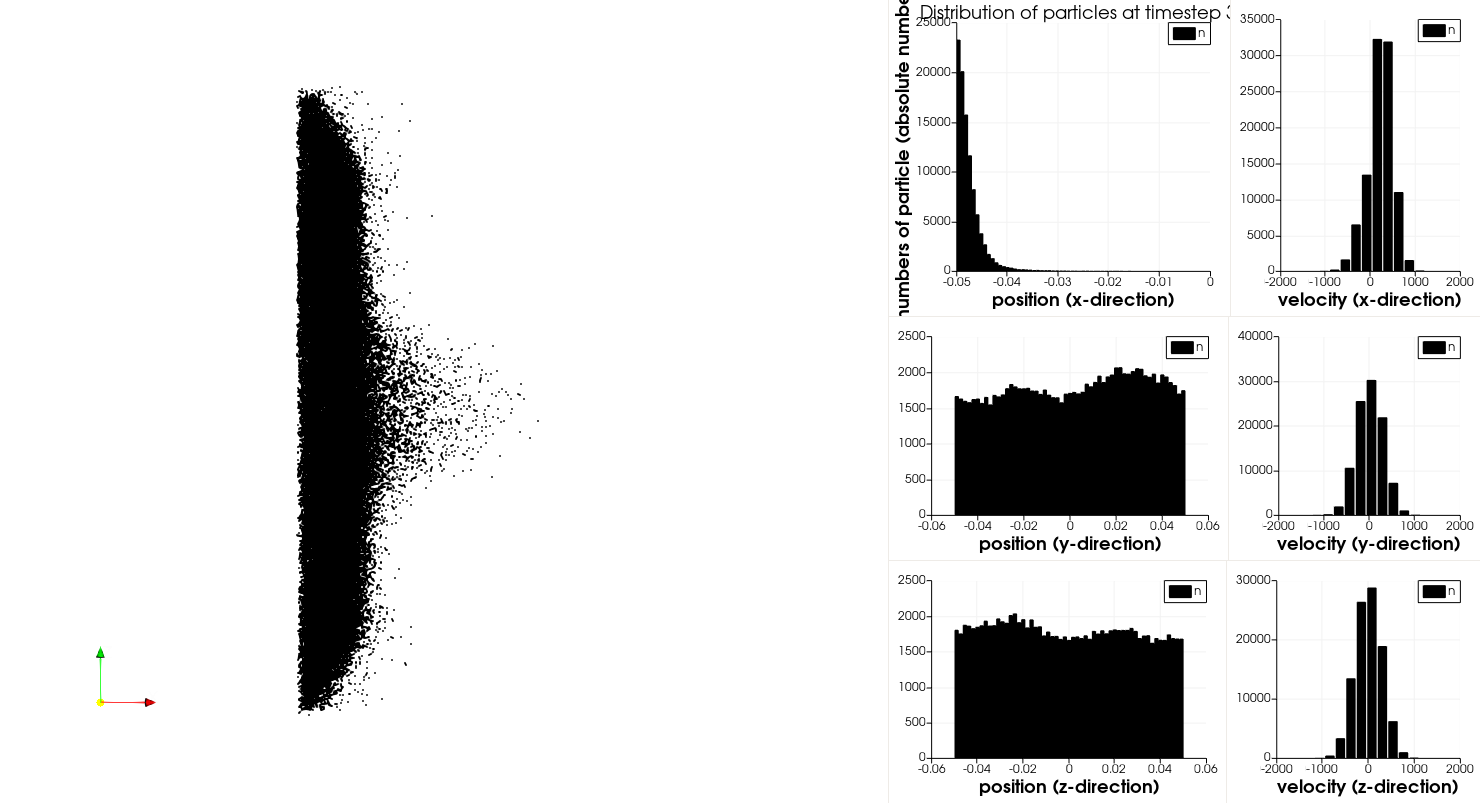 Distribution of particles at timestep
numbers of particle (absolute
25000
20000
15000
10000
5000
0
-0.05 -0.04 -0.03 -0.02 -0.01 0
position (x-direction)
n
35000
30000
25000
20000
15000
10000
5000
0
-2000 -1000 0 1000 2000
velocity (x-direction)
n
2500
2000
1500
1000
500
0
-0.06 -0.04 -0.02 0 0.02 0.04 0.06
position (y-direction)
n
40000
30000
20000
10000
0
-2000 -1000 0 1000 2000
velocity (y-direction)
n
2500
2000
1500
1000
500
0
-0.06 -0.04 -0.02 0 0.02 0.04 0.06
position (z-direction)
n
30000
20000
10000
0
-2000 -1000 0 1000 2000
velocity (z-direction)
n